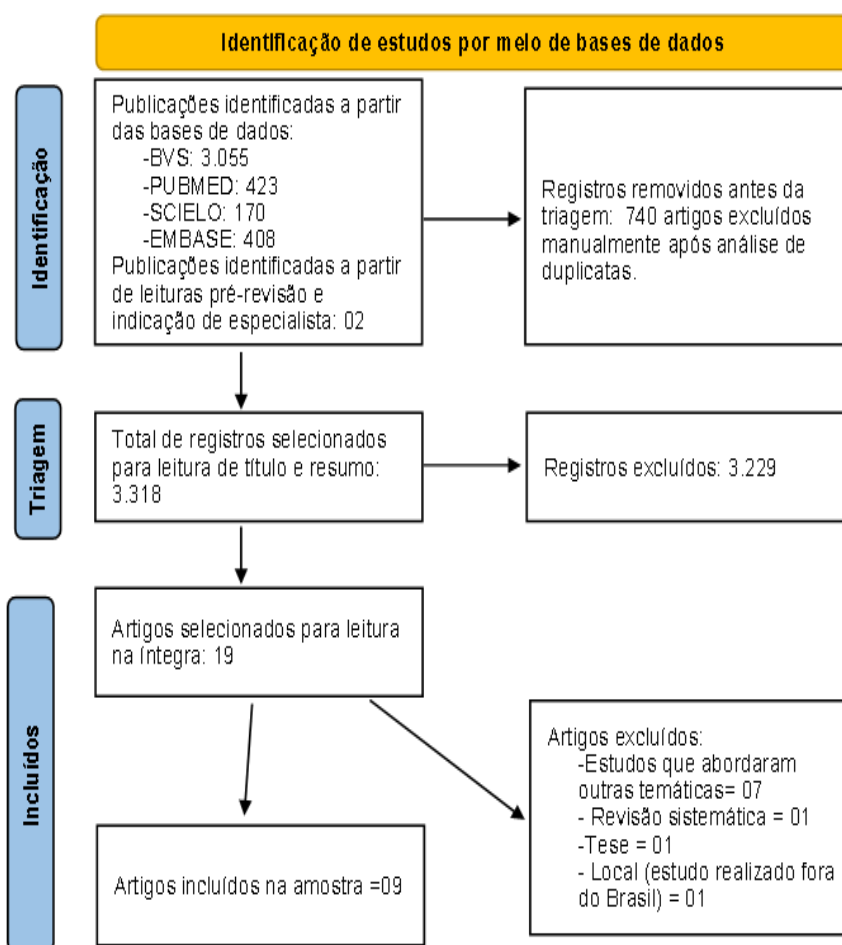 Identificação de estudos por meio de bases de dados
Identificação
Publicações identificadas a partir
das bases de dados:
-BVS: 3.055
-PUBMED: 423
-SCIELO: 170
-EMBASE: 408
Publicações identificadas a partir
de leituras pré-revisão e
indicação de especialista: 02
Registros removidos antes da
triagem: 740 artigos excluídos
manualmente após análise de
duplicatas.
Triagem
Total de registros selecionados
para leitura de título e resumo:
3.318
Registros excluídos: 3.229
Incluídos
Artigos selecionados para leitura
na íntegra: 19
Artigos excluídos:
-Estudos que abordaram
outras temáticas= 07
- Revisão sistemática = 01
-Tese = 01
- Local (estudo realizado fora
do Brasil) = 01
Artigos incluídos na amostra =09